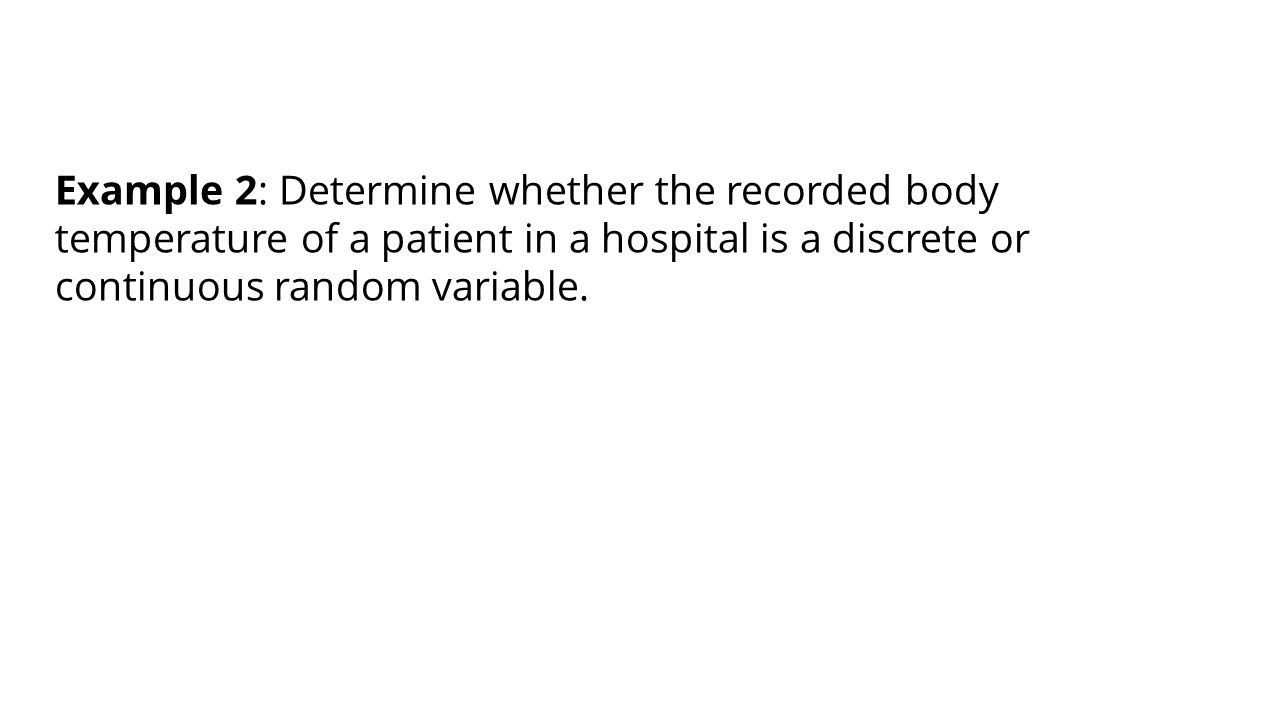 Example 2: Determine whether the recorded body
temperature of a patient in a hospital is a discrete or
continuous random variable.